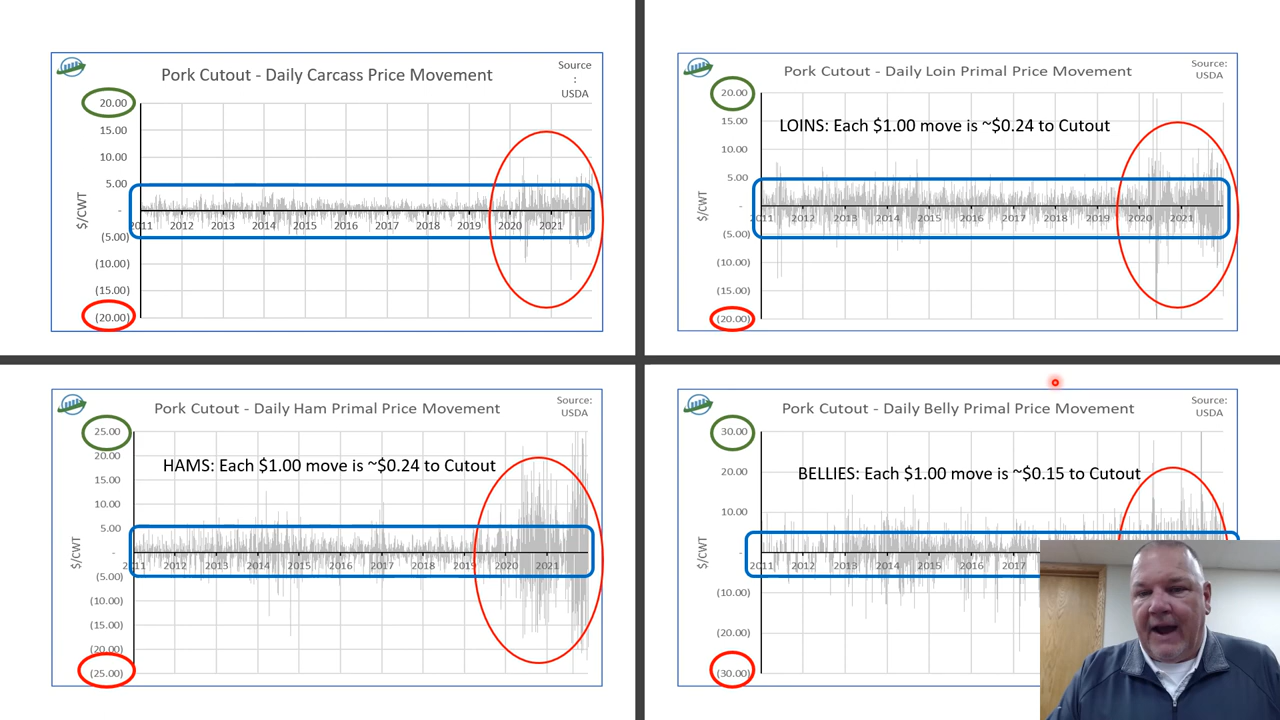 Pork Cutout - Daily Carcass Price Movement
Source
:
USDA
20.00
15.00
10.00
5.00
-
(5.00)
(10.00)
(15.00)
(20.00)
$/CWT
2011 2012 2013 2014 2015 2016 2017 2018 2019 2020 2021
Pork Cutout - Daily Loin Primal Price Movement
Source:
USDA
LOINS: Each $1.00 move is ~$0.24 to Cutout
20.00
15.00
10.00
5.00
-
(5.00)
(10.00)
(15.00)
(20.00)
$/CWT
2011 2012 2013 2014 2015 2016 2017 2018 2019 2020 2021
Pork Cutout - Daily Ham Primal Price Movement
Source:
USDA
HAMS: Each $1.00 move is ~$0.24 to Cutout
25.00
20.00
15.00
10.00
5.00
-
(5.00)
(10.00)
(15.00)
(20.00)
(25.00)
$/CWT
2011 2012 2013 2014 2015 2016 2017 2018 2019 2020 2021
Pork Cutout - Daily Belly Primal Price Movement
Source:
USDA
BELLIES: Each $1.00 move is ~$0.15 to Cutout
30.00
20.00
10.00
-
(10.00)
(20.00)
(30.00)
$/CWT
2011 2012 2013 2014 2015 2016 2017